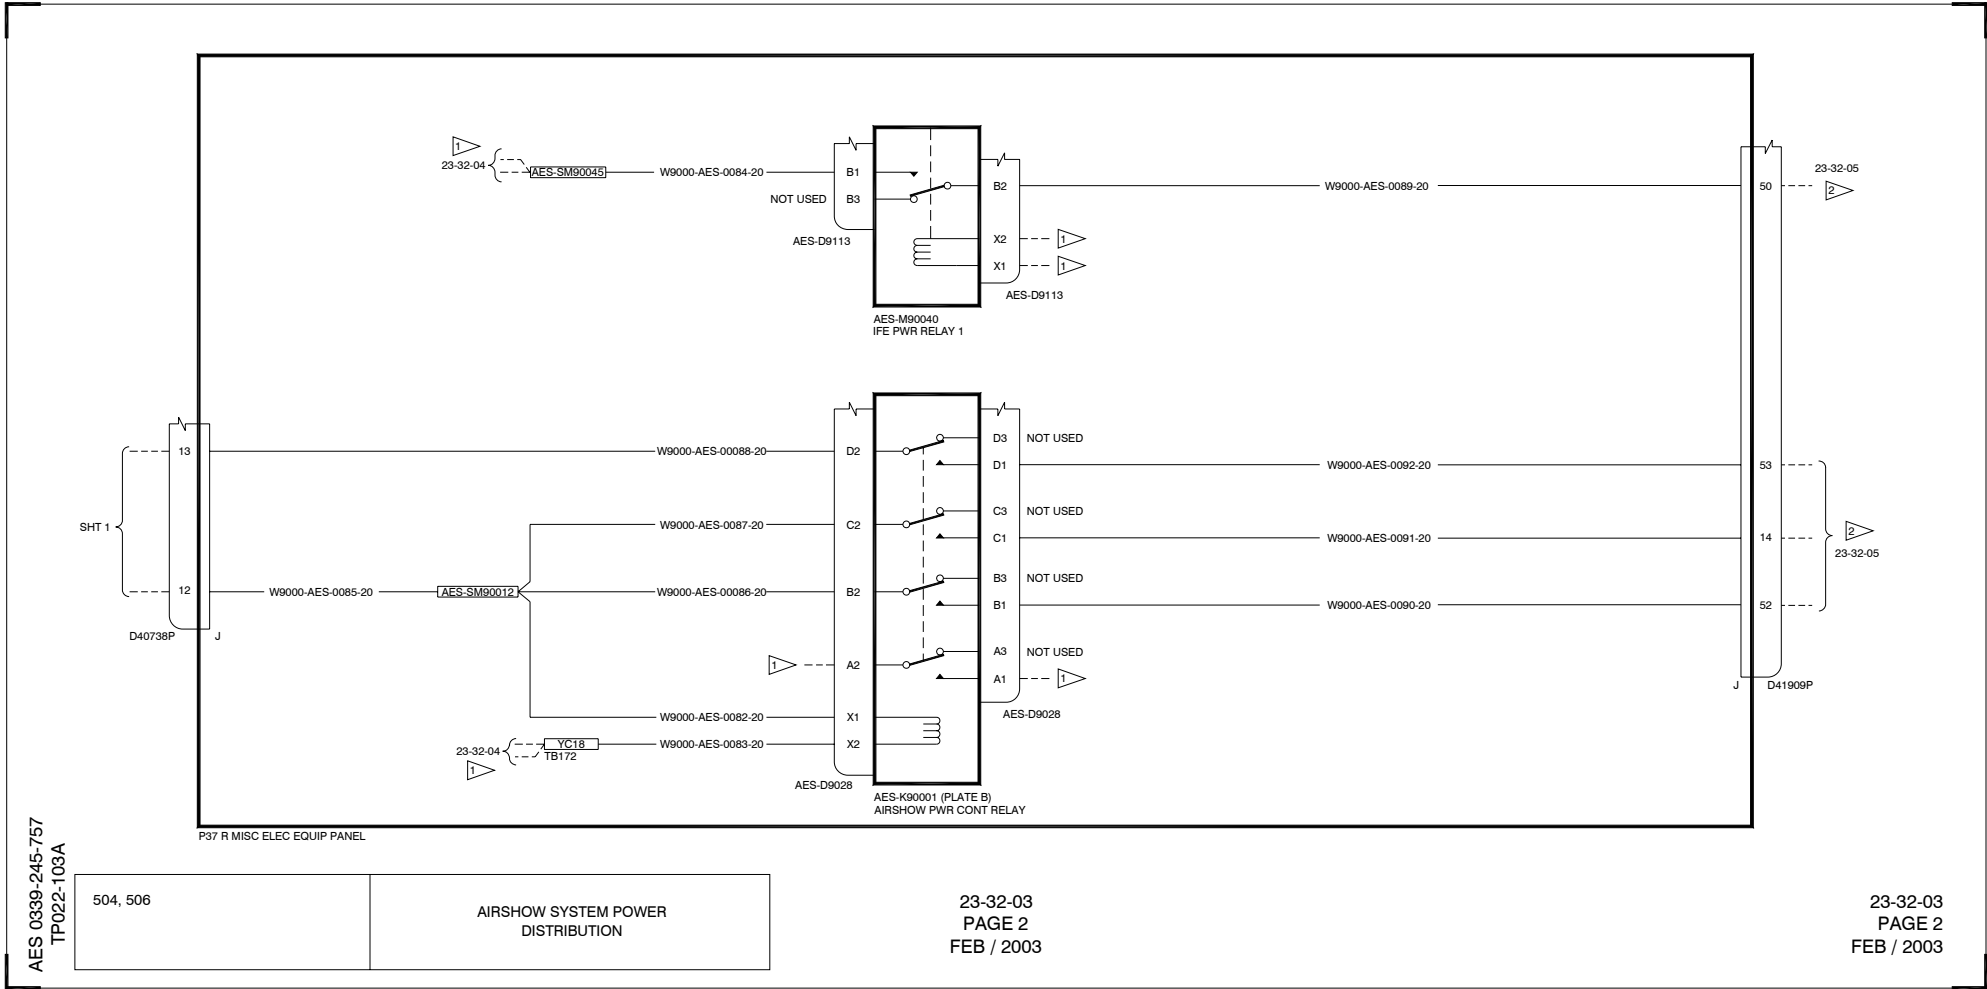 1
23-32-04
AES-SM90045
W9000-AES-0084-20
B1
NOT USED
B3
AES-D9113
B2
W9000-AES-0089-20
50
23-32-05
2
X2
1
X1
1
AES-D9113
AES-M90040
IFE PWR RELAY 1
SHT 1
13
W9000-AES-00088-20
D2
D3
NOT USED
D1
W9000-AES-0092-20
53
W9000-AES-0087-20
C2
C3
NOT USED
C1
W9000-AES-0091-20
14
2
23-32-05
12
W9000-AES-0085-20
AES-SM90012
W9000-AES-00086-20
B2
B3
NOT USED
B1
W9000-AES-0090-20
52
D40738P
J
1
A2
A3
NOT USED
A1
1
J
D41909P
W9000-AES-0082-20
X1
AES-D9028
23-32-04
1
YC18
TB172
W9000-AES-0083-20
X2
AES-D9028
AES-K90001 (PLATE B)
AIRSHOW PWR CONT RELAY
P37 R MISC ELEC EQUIP PANEL
AES 0339-245-757
TP022-103A
504, 506
AIRSHOW SYSTEM POWER
DISTRIBUTION
23-32-03
PAGE 2
FEB / 2003
23-32-03
PAGE 2
FEB / 2003